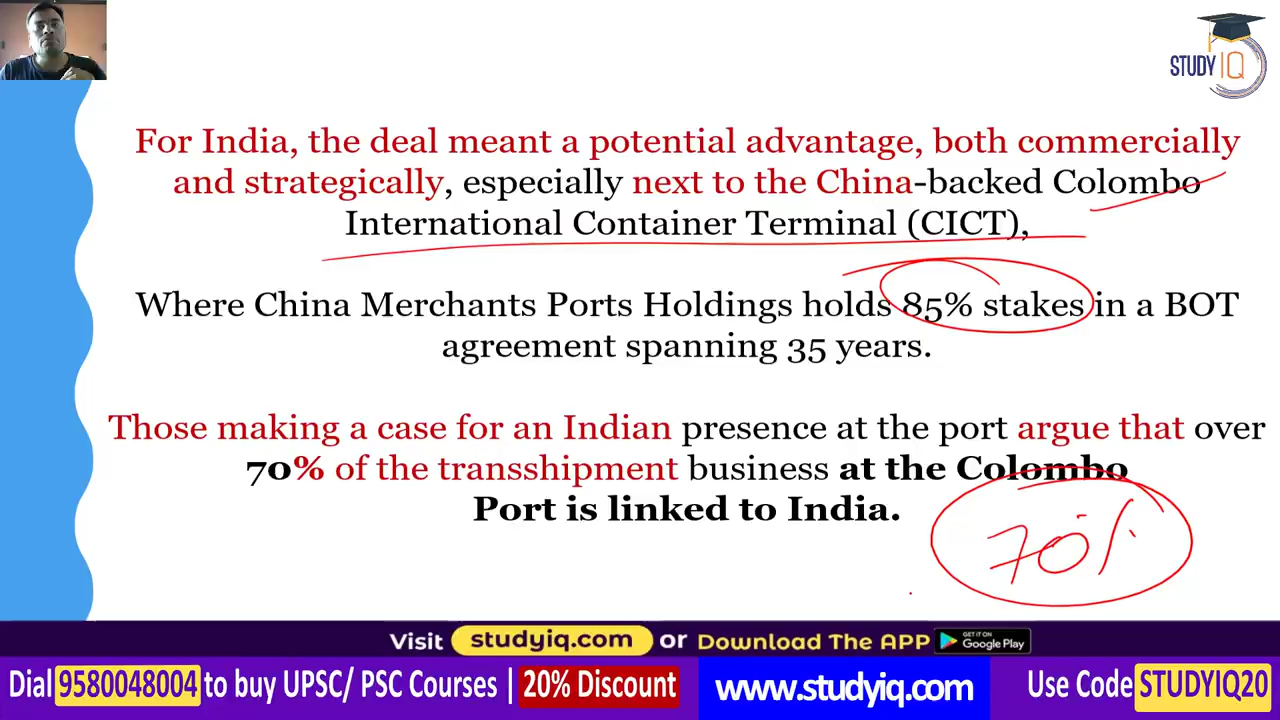 STUDY IQ
For India, the deal meant a potential advantage, both commercially
and strategically, especially next to the China-backed Colombo
International Container Terminal (CICT),
Where China Merchants Ports Holdings holds 85% stakes in a BOT
agreement spanning 35 years.
Those making a case for an Indian presence at the port argue that over
70% of the transshipment business at the Colombo
Port is linked to India.
70%
Visit studyiq.com or Download The APP GET IT ON Google Play
Dial 9580048004 to buy UPSC/ PSC Courses | 20% Discount www.studyiq.com Use Code STUDYIQ20